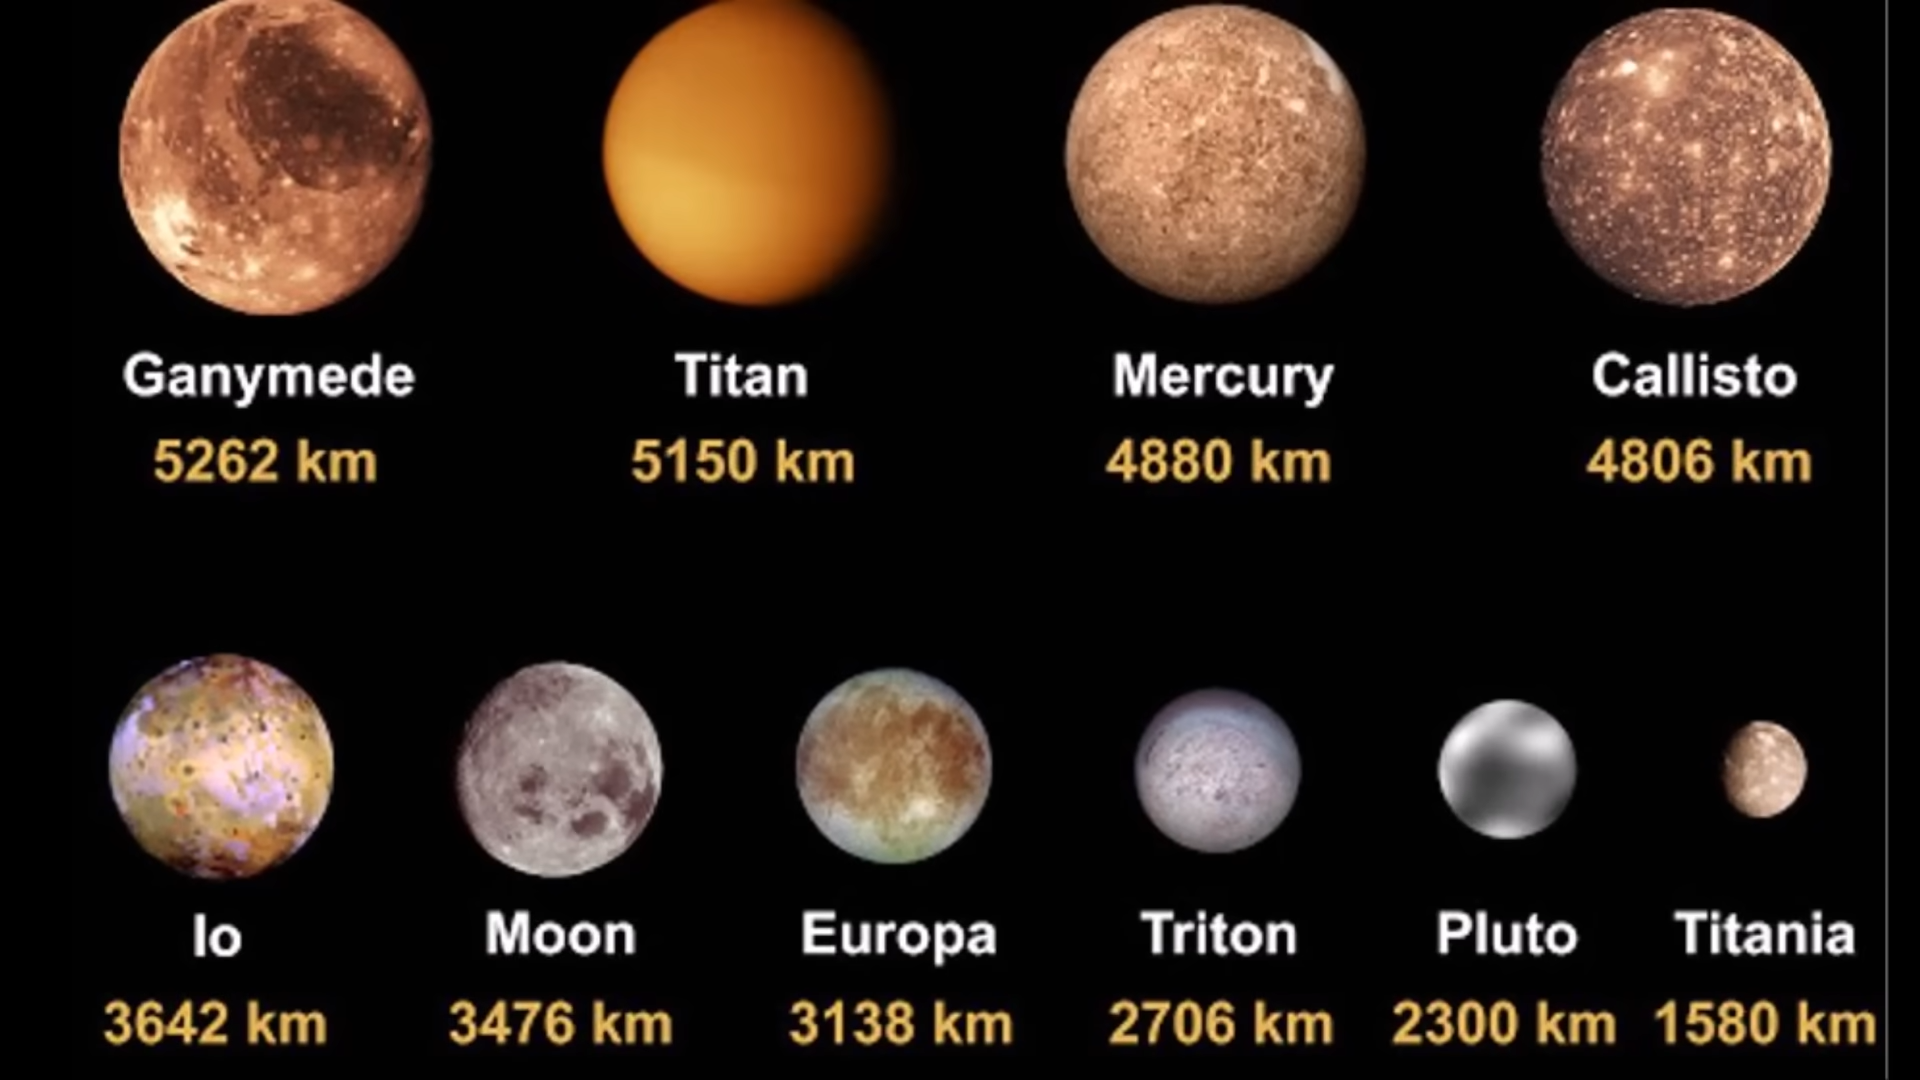 Ganymede Titan Mercury Callisto
5262 km 5150 km 4880 km 4806 km
Io Moon Europa Triton Pluto Titania
3642 km 3476 km 3138 km 2706 km 2300 km 1580 km